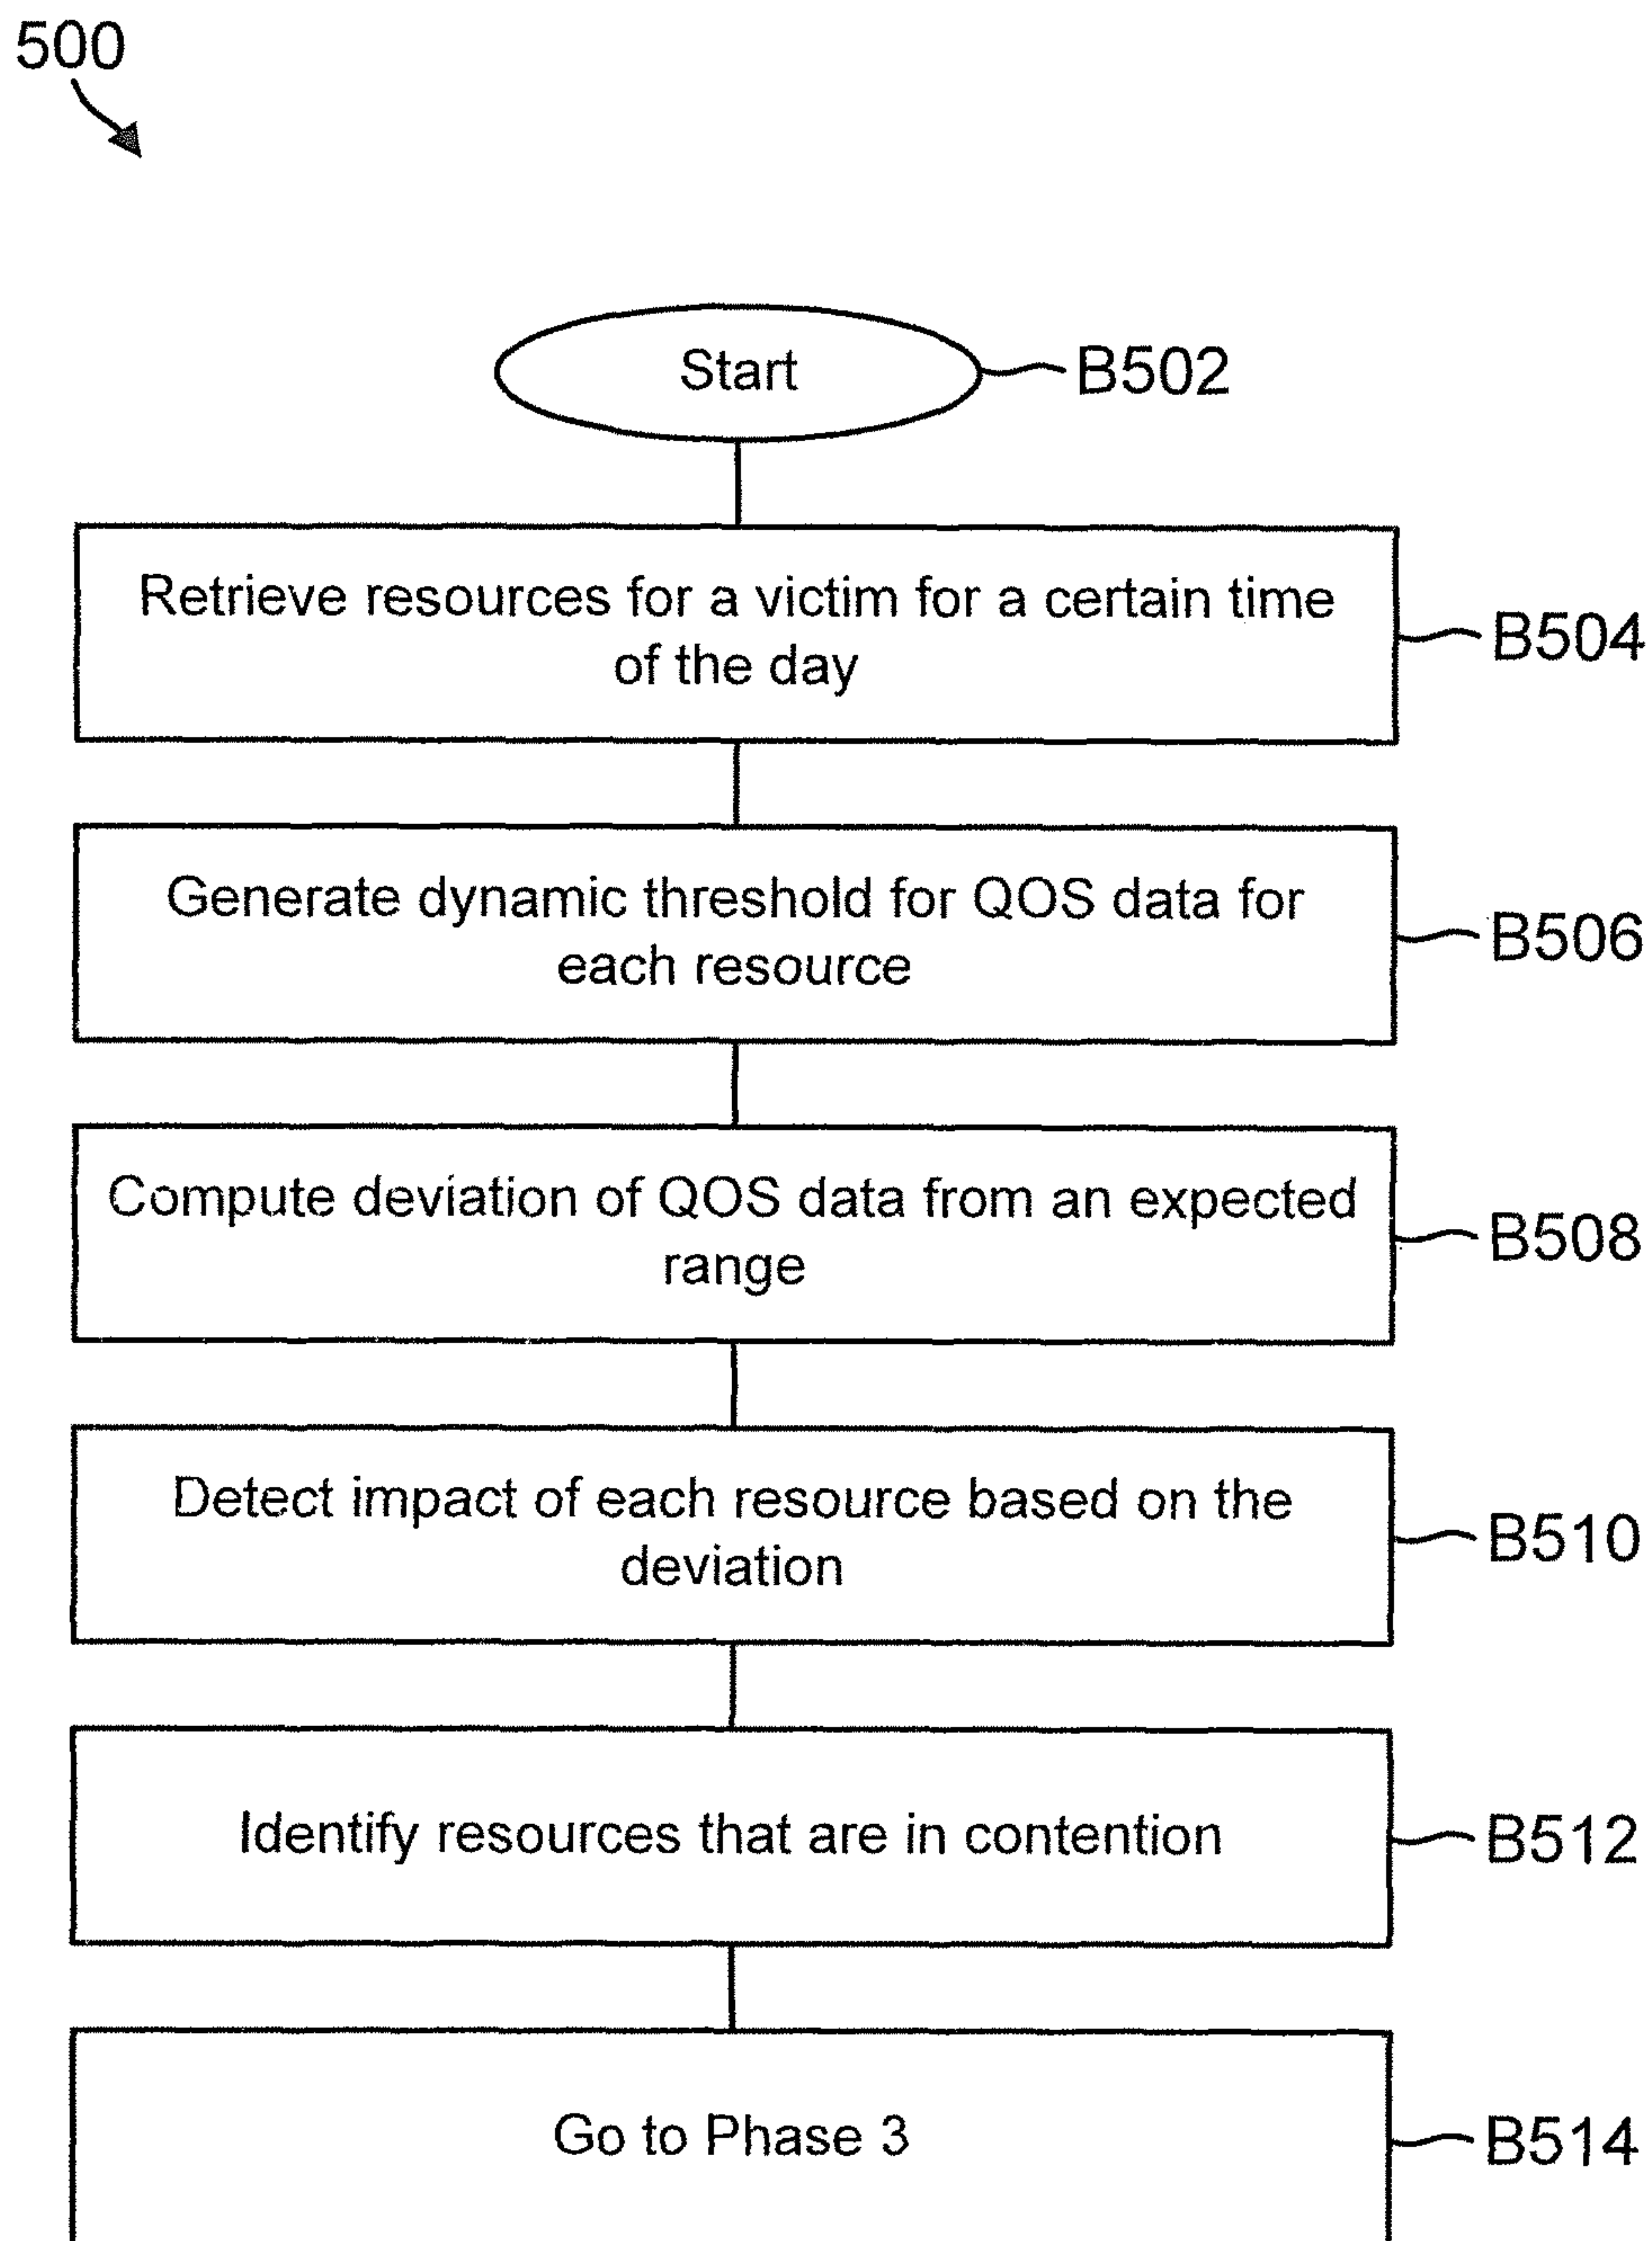 500
Start
B502
Retrieve resources for a victim for a certain time
of the day
B504
Generate dynamic threshold for QOS data for
each resource
B506
Compute deviation of QOS data from an expected
range
B508
Detect impact of each resource based on the
deviation
B510
Identify resources that are in contention
B512
Go to Phase 3
B514